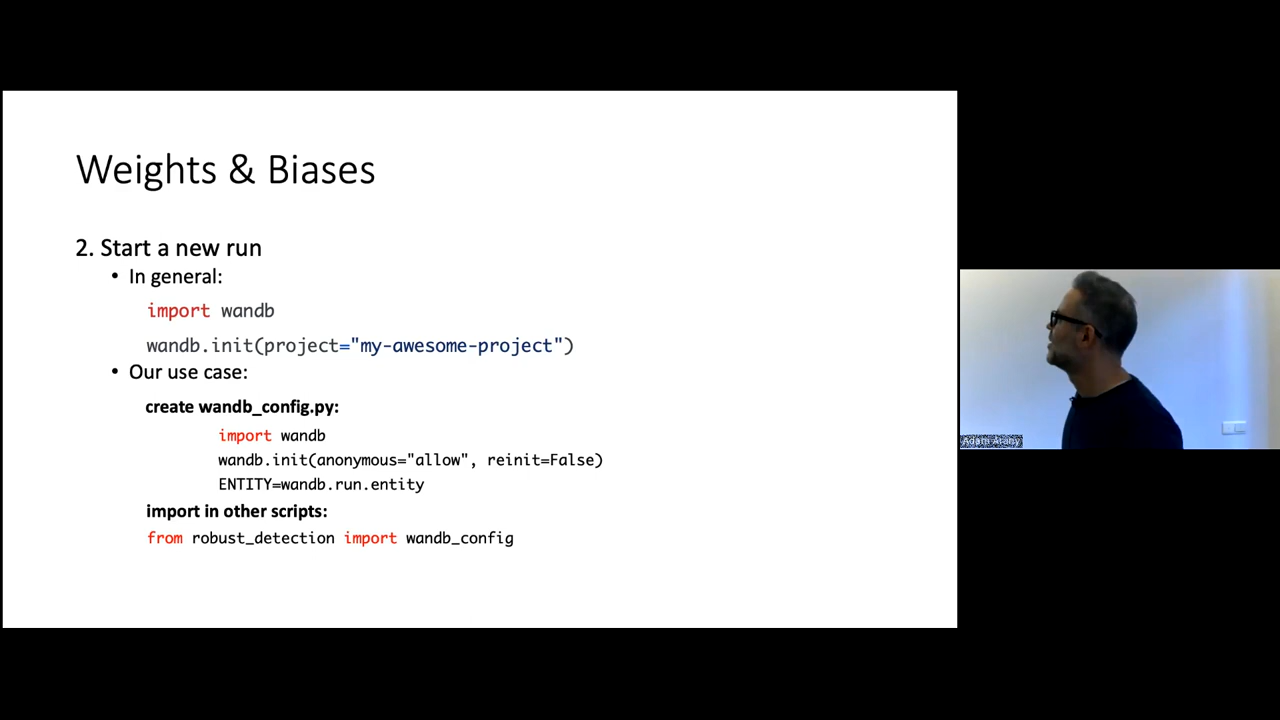 Weights & Biases
2. Start a new run
• In general:
import wandb
wandb.init(project="my-awesome-project")
• Our use case:
create wandb_config.py:
import wandb
wandb.init(anonymous="allow", reinit=False)
ENTITY=wandb.run.entity
import in other scripts:
from robust_detection import wandb_config
Adam Arany